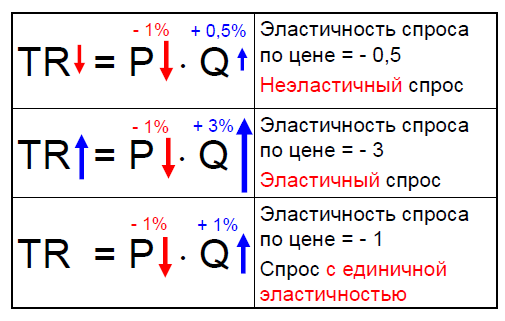 - 1% + 0,5%
TR = P · Q
Эластичность спроса
по цене = - 0,5
Неэластичный спрос
- 1% + 3%
TR = P · Q
Эластичность спроса
по цене = - 3
Эластичный спрос
- 1% + 1%
TR = P · Q
Эластичность спроса
по цене = - 1
Спрос с единичной
эластичностью